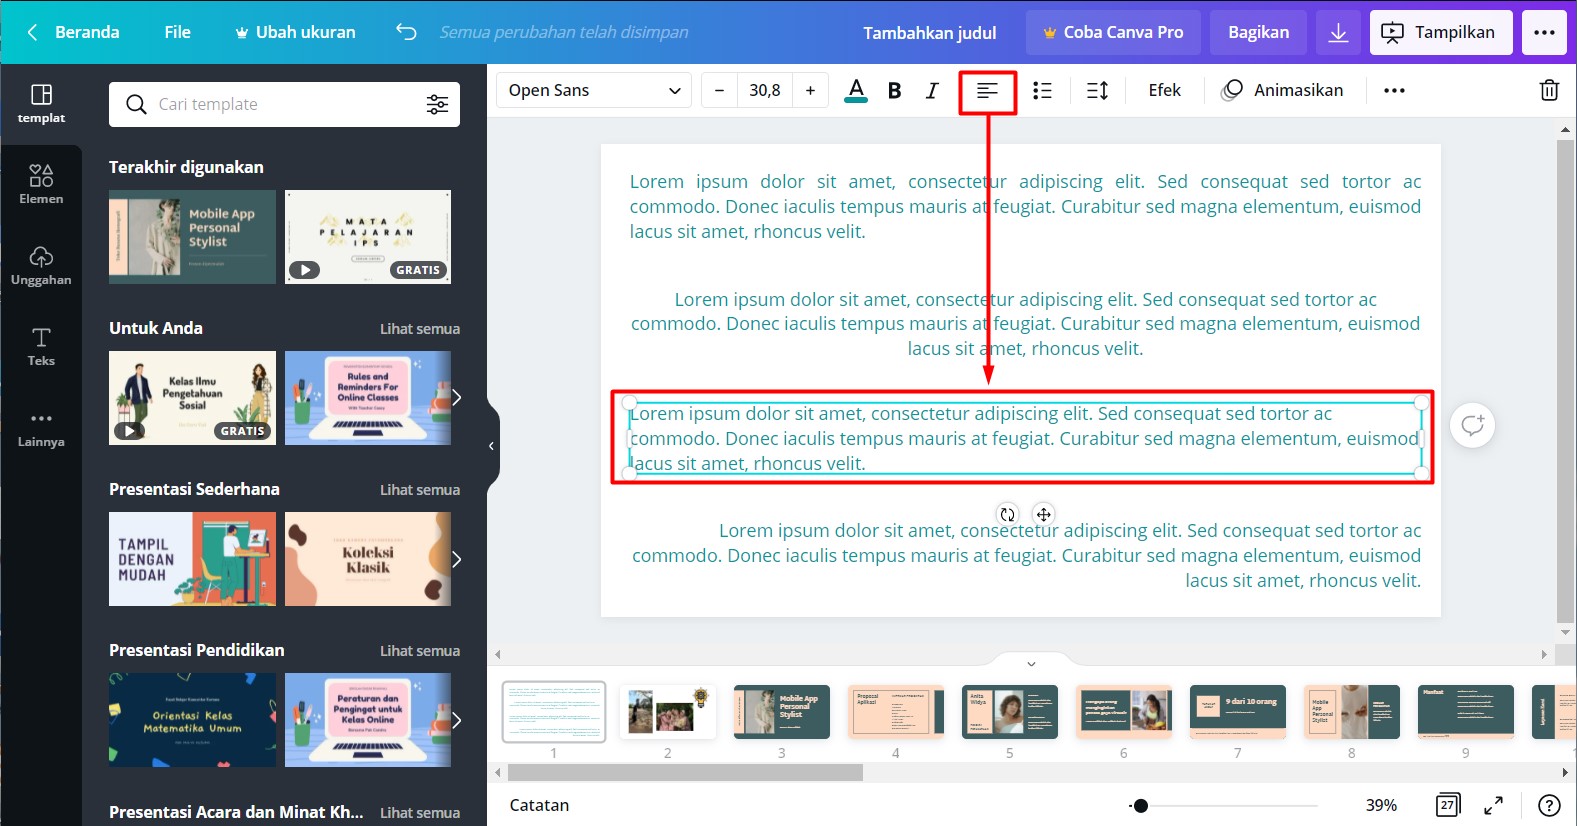 Beranda File Ubah ukuran Semua perubahan telah disimpan Tambahkan judul Coba Canva Pro Bagikan Tampilkan
templat
Elemen
Unggahan
Teks
Lainnya
Cari template
Terakhir digunakan
Mobile App
Personal
Stylist
MATA
PELAJARAN
IPS
GRATIS
Untuk Anda Lihat semua
Kelas Ilmu
Pengetahuan
Sosial
GRATIS
Rules and
Reminders For
Online Classes
Presentasi Sederhana Lihat semua
TAMPIL
DENGAN
MUDAH
Koleksi
Klasik
Presentasi Pendidikan Lihat semua
Orientasi Kelas
Matematika Umum
Peraturan dan
Pengingat untuk
Kelas Online
Presentasi Acara dan Minat Kh... Lihat semua
Open Sans – 30,8 + A B I Efek Animasikan
Lorem ipsum dolor sit amet, consectetur adipiscing elit. Sed consequat sed tortor ac
commodo. Donec iaculis tempus mauris at feugiat. Curabitur sed magna elementum, euismod
lacus sit amet, rhoncus velit.
Lorem ipsum dolor sit amet, consectetur adipiscing elit. Sed consequat sed tortor ac
commodo. Donec iaculis tempus mauris at feugiat. Curabitur sed magna elementum, euismod
lacus sit amet, rhoncus velit.
Lorem ipsum dolor sit amet, consectetur adipiscing elit. Sed consequat sed tortor ac
commodo. Donec iaculis tempus mauris at feugiat. Curabitur sed magna elementum, euismod
lacus sit amet, rhoncus velit.
Lorem ipsum dolor sit amet, consectetur adipiscing elit. Sed consequat sed tortor ac
commodo. Donec iaculis tempus mauris at feugiat. Curabitur sed magna elementum, euismod
lacus sit amet, rhoncus velit.
Mobile App
Personal
Stylist
Proposal
Aplikasi
Anita
Widya
9 dari 10 orang
Mobile
App
Personal
Stylist
Manfaat
1 2 3 4 5 6 7 8 9
Catatan 39% 27 ?